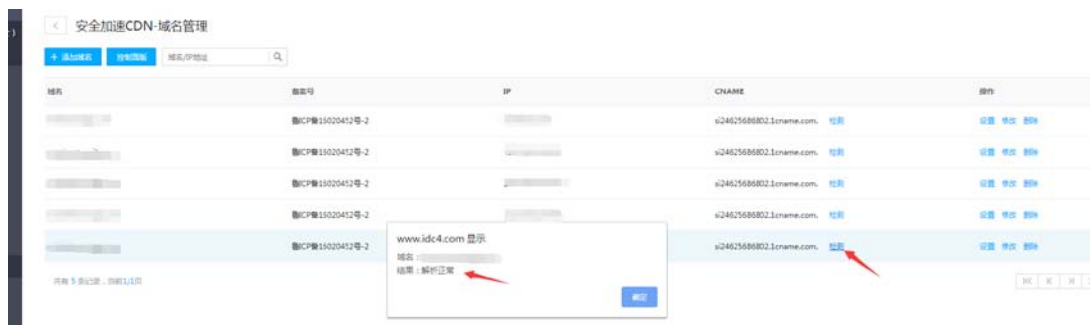 安全加速CDN-域名管理
+ 添加域名 控制面板 域名/IP地址
域名 备案号 IP CNAME 操作
鲁ICP备15020452号-2 si24625686802.1cname.com. 检测 设置 修改 删除
鲁ICP备15020452号-2 si24625686802.1cname.com. 检测 设置 修改 删除
鲁ICP备15020452号-2 si24625686802.1cname.com. 检测 设置 修改 删除
鲁ICP备15020452号-2 si24625686802.1cname.com. 检测 设置 修改 删除
鲁ICP备15020452号-2 si24625686802.1cname.com. 检测 设置 修改 删除
www.idc4.com 显示
域名：
结果：解析正常
确定
共有 5 条记录，当前1/1页